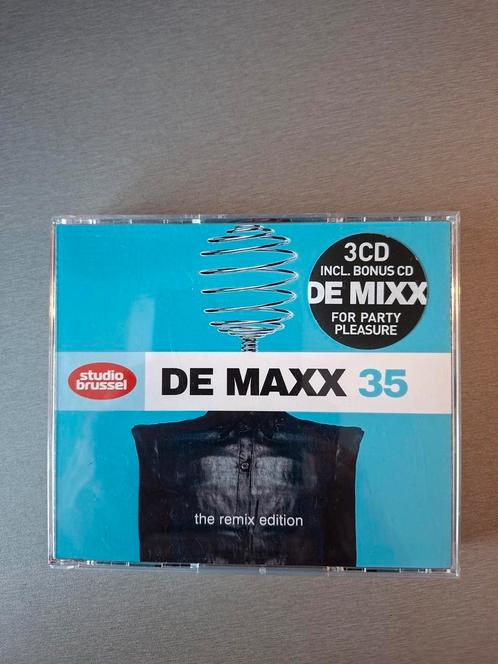 3CD
INCL. BONUS CD
DE MIXX
FOR PARTY
PLEASURE
studio
brussel
DE MAXX 35
the remix edition